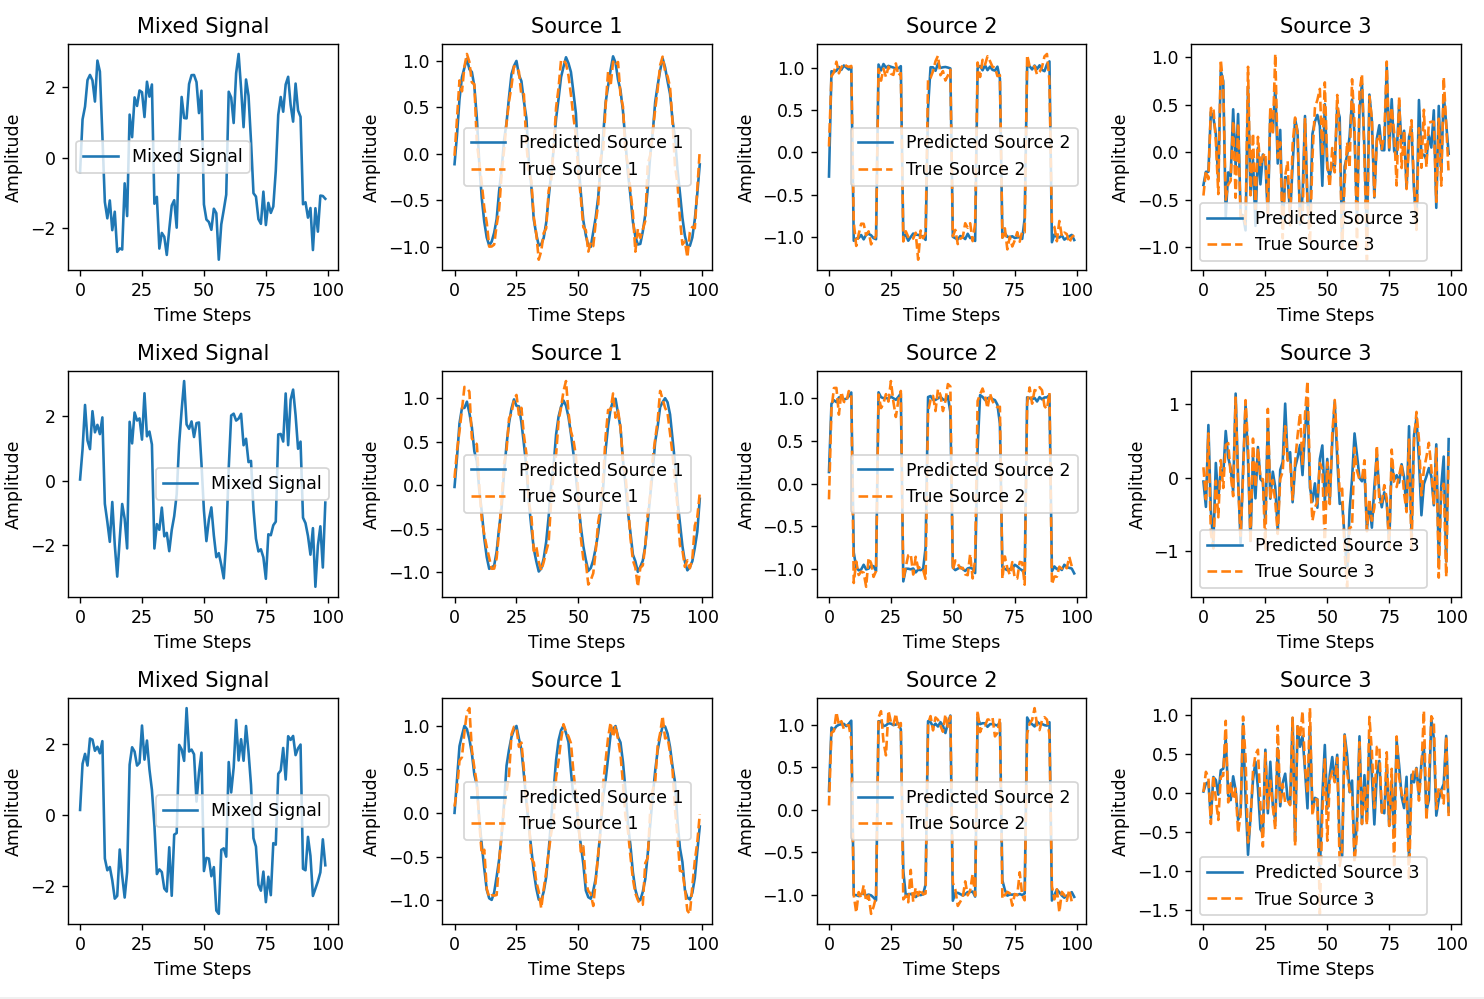 Mixed Signal
Source 1
Source 2
Source 3
Amplitude
2
0
−2
Mixed Signal
0 25 50 75 100
Time Steps
Amplitude
1.0
0.5
0.0
−0.5
−1.0
Predicted Source 1
True Source 1
0 25 50 75 100
Time Steps
Amplitude
1.0
0.5
0.0
−0.5
−1.0
Predicted Source 2
True Source 2
0 25 50 75 100
Time Steps
Amplitude
1.0
0.5
0.0
−0.5
−1.0
Predicted Source 3
True Source 3
0 25 50 75 100
Time Steps
Mixed Signal
Source 1
Source 2
Source 3
Amplitude
2
0
−2
Mixed Signal
0 25 50 75 100
Time Steps
Amplitude
1.0
0.5
0.0
−0.5
−1.0
Predicted Source 1
True Source 1
0 25 50 75 100
Time Steps
Amplitude
1.0
0.5
0.0
−0.5
−1.0
Predicted Source 2
True Source 2
0 25 50 75 100
Time Steps
Amplitude
1
0
−1
Predicted Source 3
True Source 3
0 25 50 75 100
Time Steps
Mixed Signal
Source 1
Source 2
Source 3
Amplitude
2
0
−2
Mixed Signal
0 25 50 75 100
Time Steps
Amplitude
1.0
0.5
0.0
−0.5
−1.0
Predicted Source 1
True Source 1
0 25 50 75 100
Time Steps
Amplitude
1.0
0.5
0.0
−0.5
−1.0
Predicted Source 2
True Source 2
0 25 50 75 100
Time Steps
Amplitude
1.0
0.5
0.0
−0.5
−1.0
−1.5
Predicted Source 3
True Source 3
0 25 50 75 100
Time Steps